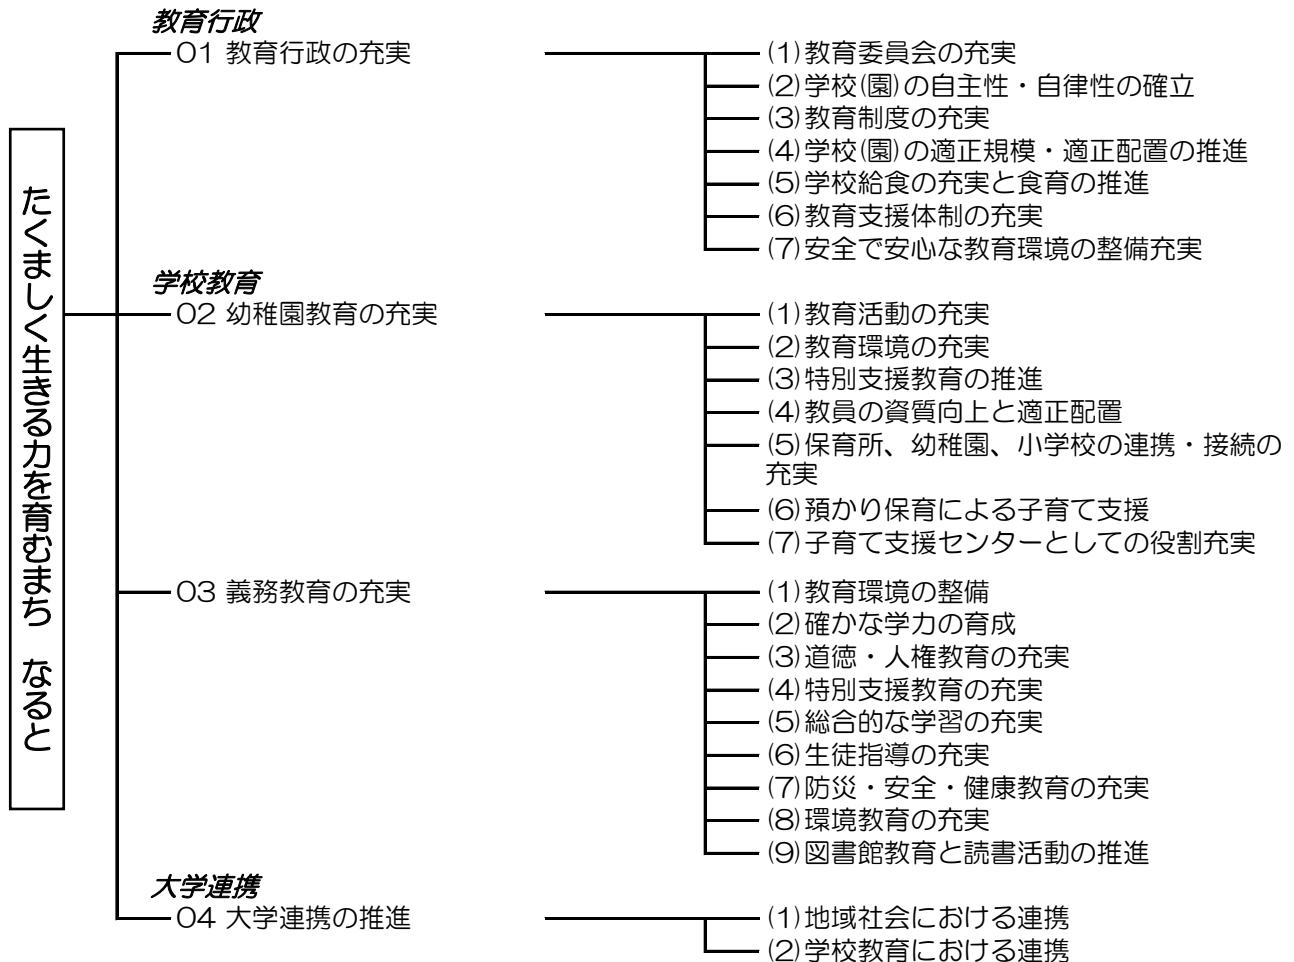 たくましく生きる力を育むまち なると
教育行政
01 教育行政の充実
(1)教育委員会の充実
(2)学校(園)の自主性・自律性の確立
(3)教育制度の充実
(4)学校(園)の適正規模・適正配置の推進
(5)学校給食の充実と食育の推進
(6)教育支援体制の充実
(7)安全で安心な教育環境の整備充実
学校教育
02 幼稚園教育の充実
(1)教育活動の充実
(2)教育環境の充実
(3)特別支援教育の推進
(4)教員の資質向上と適正配置
(5)保育所、幼稚園、小学校の連携・接続の
充実
(6)預かり保育による子育て支援
(7)子育て支援センターとしての役割充実
03 義務教育の充実
(1)教育環境の整備
(2)確かな学力の育成
(3)道徳・人権教育の充実
(4)特別支援教育の充実
(5)総合的な学習の充実
(6)生徒指導の充実
(7)防災・安全・健康教育の充実
(8)環境教育の充実
(9)図書館教育と読書活動の推進
大学連携
04 大学連携の推進
(1)地域社会における連携
(2)学校教育における連携